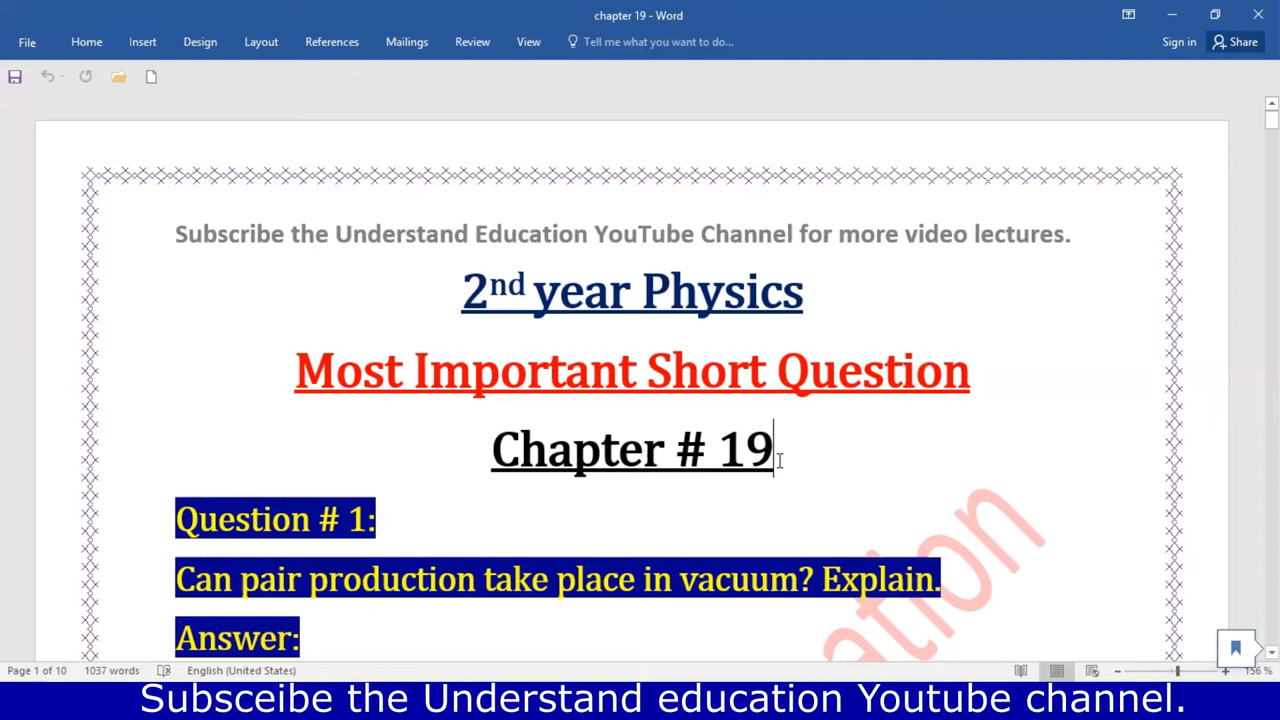 chapter 19 - Word
File Home Insert Design Layout References Mailings Review View Tell me what you want to do... Sign in Share
Subscribe the Understand Education YouTube Channel for more video lectures.
2nd year Physics
Most Important Short Question
Chapter # 19
Question # 1:
Can pair production take place in vacuum? Explain.
Answer:
ation
Page 1 of 10 1037 words English (United States) 156 %
Subsceibe the Understand education Youtube channel.